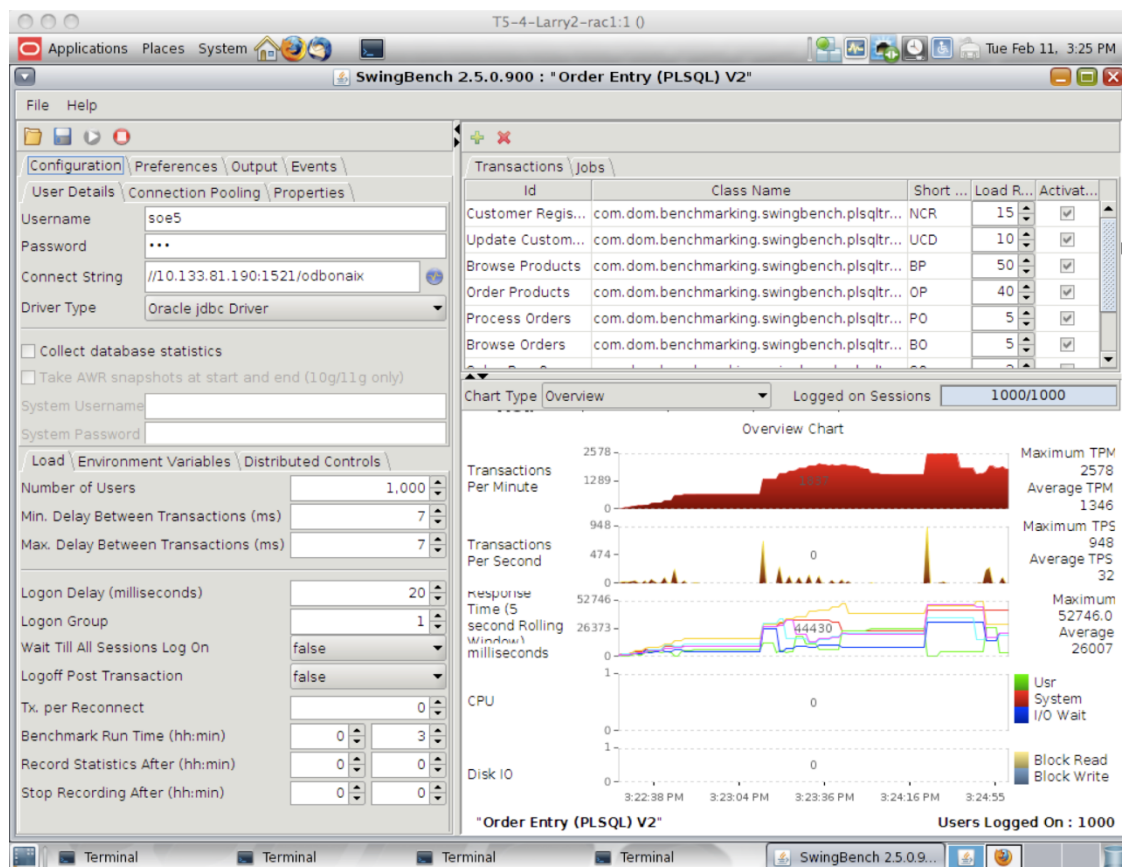 T5-4-Larry2-rac1:1 ()
Applications Places System Tue Feb 11, 3:25 PM
SwingBench 2.5.0.900 : "Order Entry (PLSQL) V2"
File Help
Configuration Preferences Output Events
User Details Connection Pooling Properties
Username soe5
Password •••
Connect String //10.133.81.190:1521/odbonaix
Driver Type Oracle jdbc Driver
Collect database statistics
Take AWR snapshots at start and end (10g/11g only)
System Username
System Password
Load Environment Variables Distributed Controls
Number of Users 1,000
Min. Delay Between Transactions (ms) 7
Max. Delay Between Transactions (ms) 7
Logon Delay (milliseconds) 20
Logon Group 1
Wait Till All Sessions Log On false
Logoff Post Transaction false
Tx. per Reconnect 0
Benchmark Run Time (hh:min) 0 3
Record Statistics After (hh:min) 0 0
Stop Recording After (hh:min) 0 0
Transactions Jobs
Id Class Name Short ... Load R... Activat...
Customer Regis... com.dom.benchmarking.swingbench.plsqltr... NCR 15
Update Custom... com.dom.benchmarking.swingbench.plsqltr... UCD 10
Browse Products com.dom.benchmarking.swingbench.plsqltr... BP 50
Order Products com.dom.benchmarking.swingbench.plsqltr... OP 40
Process Orders com.dom.benchmarking.swingbench.plsqltr... PO 5
Browse Orders com.dom.benchmarking.swingbench.plsqltr... BO 5
Chart Type Overview Logged on Sessions 1000/1000
Overview Chart
Transactions Per Minute
2578
1289
0
Maximum TPM
2578
Average TPM
1346
Transactions Per Second
948
474
0
0
Maximum TPS
948
Average TPS
32
Response
Time (5
second Rolling
Window)
milliseconds
52746
26373
0
44430
Maximum
52746.0
Average
26007
CPU
1
0
0
Usr
System
I/O Wait
Disk IO
1
0
0
Block Read
Block Write
3:22:38 PM 3:23:04 PM 3:23:36 PM 3:24:16 PM 3:24:55
"Order Entry (PLSQL) V2" Users Logged On : 1000
Terminal Terminal Terminal Terminal SwingBench 2.5.0.9...